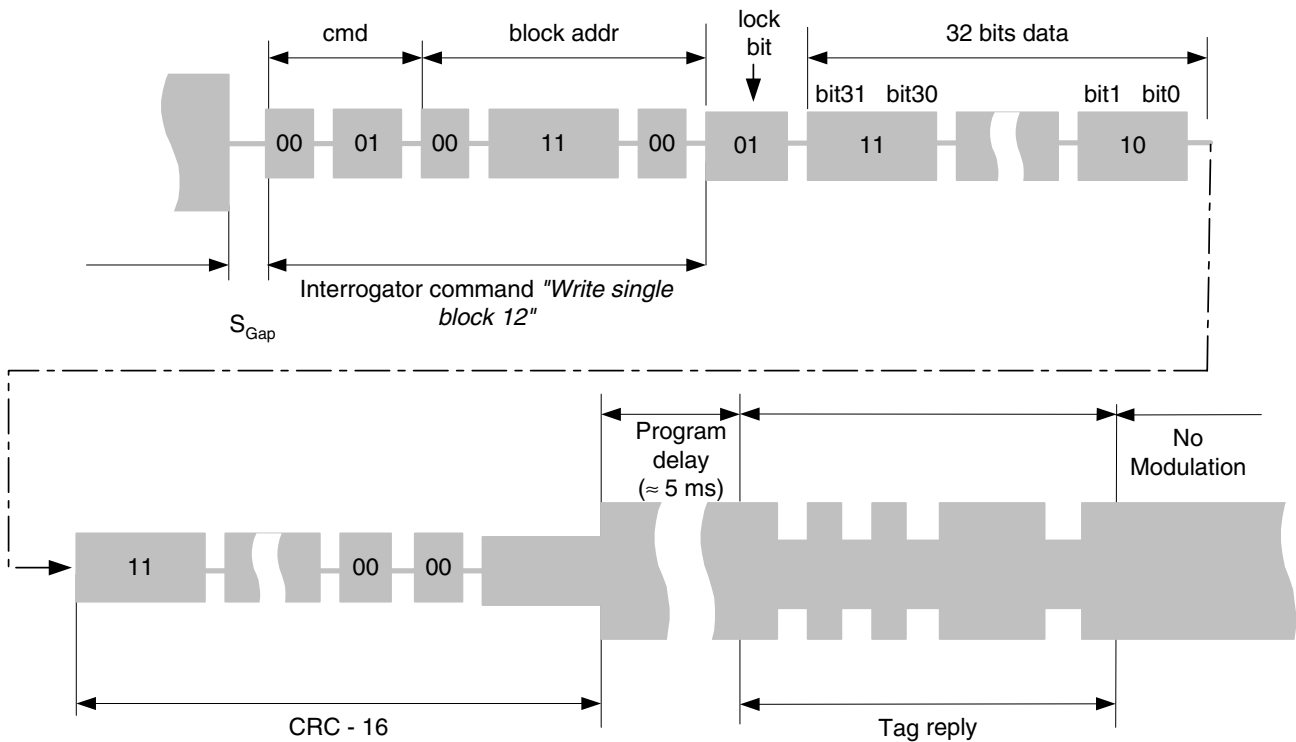 cmd
block addr
lock
bit
32 bits data
bit31 bit30
bit1 bit0
00 01 00 11 00 01 11 10
Interrogator command "Write single
block 12"
S_Gap
Program
delay
(≈ 5 ms)
No
Modulation
11 00 00
CRC - 16
Tag reply